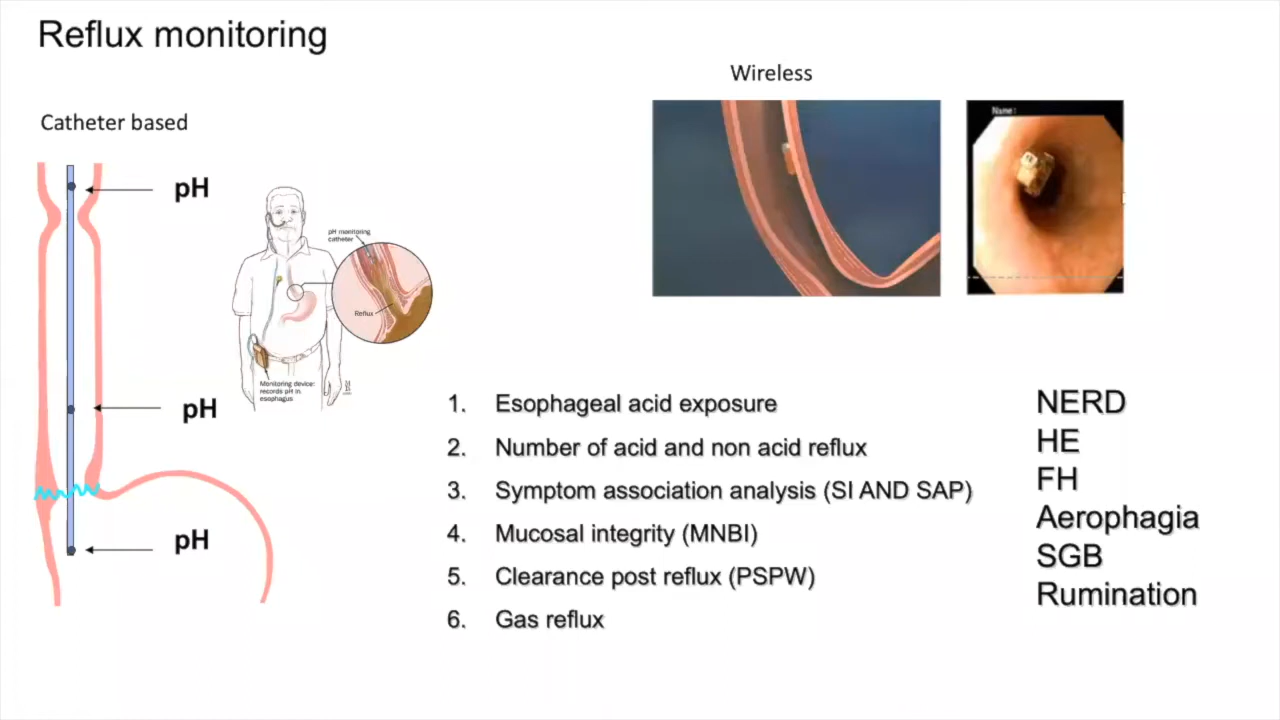 Reflux monitoring
Wireless
Catheter based
Name:
pH
pH monitoring
catheter
Reflux
Monitoring device:
records pH in
esophagus
pH
pH
1. Esophageal acid exposure
2. Number of acid and non acid reflux
3. Symptom association analysis (SI AND SAP)
4. Mucosal integrity (MNBI)
5. Clearance post reflux (PSPW)
6. Gas reflux
NERD
HE
FH
Aerophagia
SGB
Rumination